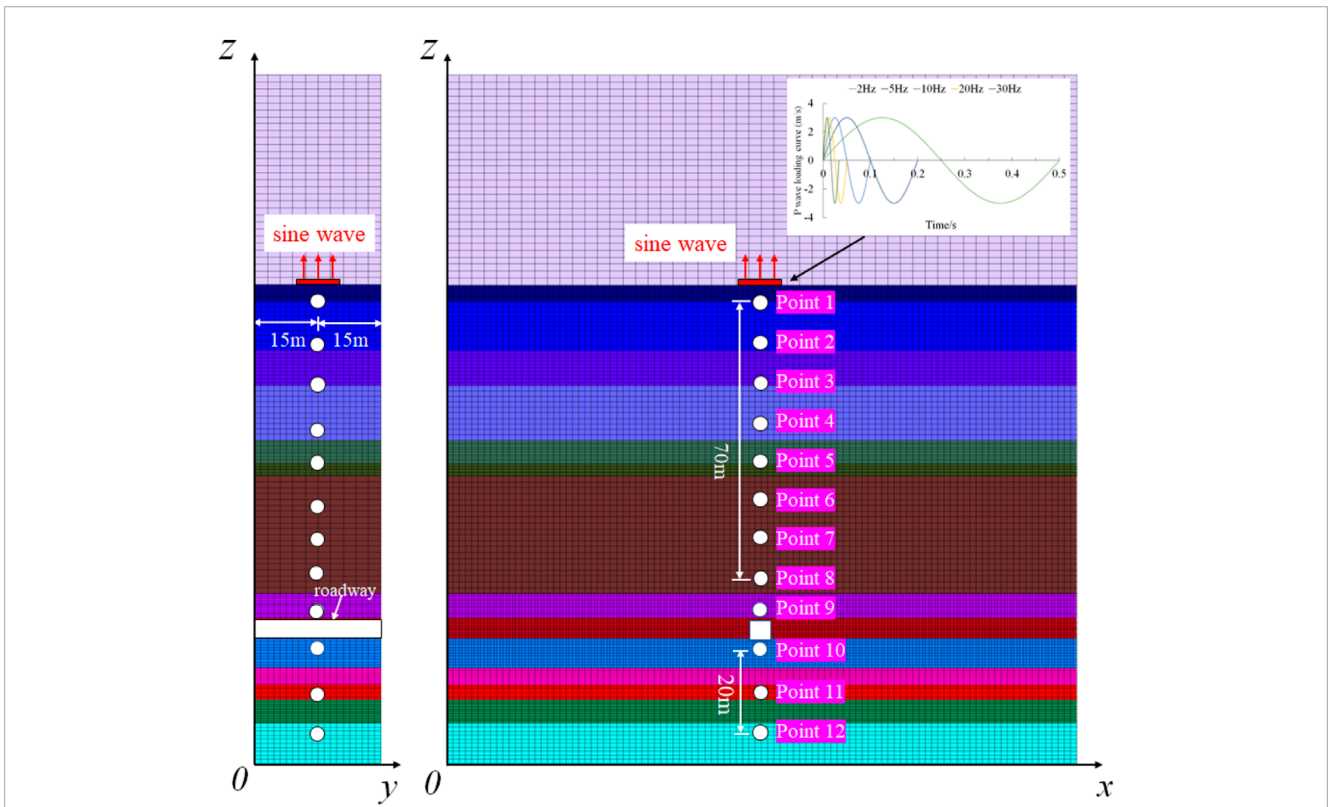 z
sine wave
15m
15m
roadway
0
y
z
—2Hz —5Hz —10Hz —20Hz —30Hz
P wave loading curve (m/s)
4
2
0
-2
-4
0
0.1
0.2
0.3
0.4
0.5
Time/s
sine wave
Point 1
Point 2
Point 3
Point 4
Point 5
70m
Point 6
Point 7
Point 8
Point 9
Point 10
20m
Point 11
Point 12
0
x